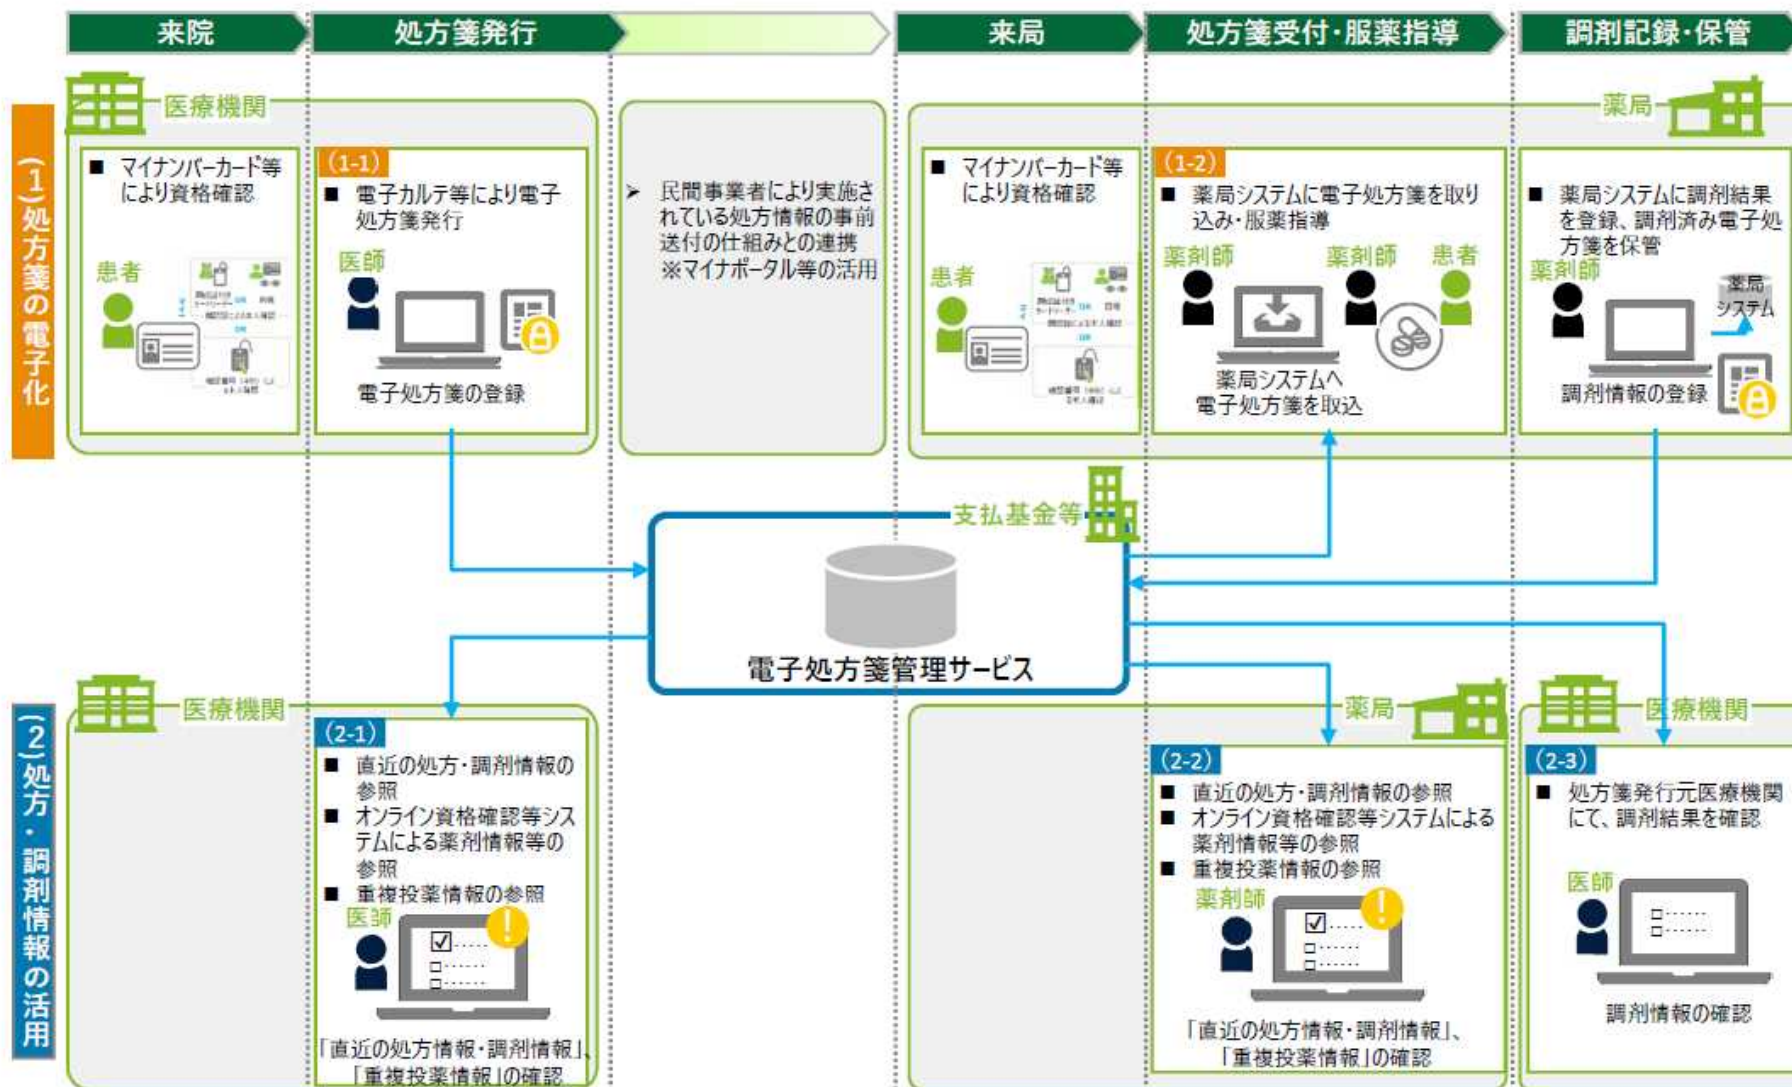 来院
処方箋発行
来局
処方箋受付・服薬指導
調剤記録・保管
(1)処方箋の電子化
医療機関
■ マイナンバーカード等
により資格確認
患者
(1-1)
■ 電子カルテ等により電子
処方箋発行
医師
電子処方箋の登録
➢ 民間事業者により実施さ
れている処方情報の事前
送付の仕組みとの連携
※マイナポータル等の活用
薬局
■ マイナンバーカード等
により資格確認
患者
(1-2)
■ 薬局システムに電子処方箋を取り
込み・服薬指導
薬剤師
薬剤師
患者
薬局システムへ
電子処方箋を取込
■ 薬局システムに調剤結果
を登録、調剤済み電子処
方箋を保管
薬剤師
薬局
システム
調剤情報の登録
支払基金等
電子処方箋管理サービス
(2)処方・調剤情報の活用
医療機関
(2-1)
■ 直近の処方・調剤情報の
参照
■ オンライン資格確認等シス
テムによる薬剤情報等の
参照
■ 重複投薬情報の参照
医師
「直近の処方情報・調剤情報」、
「重複投薬情報」の確認
薬局
(2-2)
■ 直近の処方・調剤情報の参照
■ オンライン資格確認等システムによる
薬剤情報等の参照
■ 重複投薬情報の参照
薬剤師
「直近の処方情報・調剤情報」、
「重複投薬情報」の確認
医療機関
(2-3)
■ 処方箋発行元医療機関
にて、調剤結果を確認
医師
調剤情報の確認